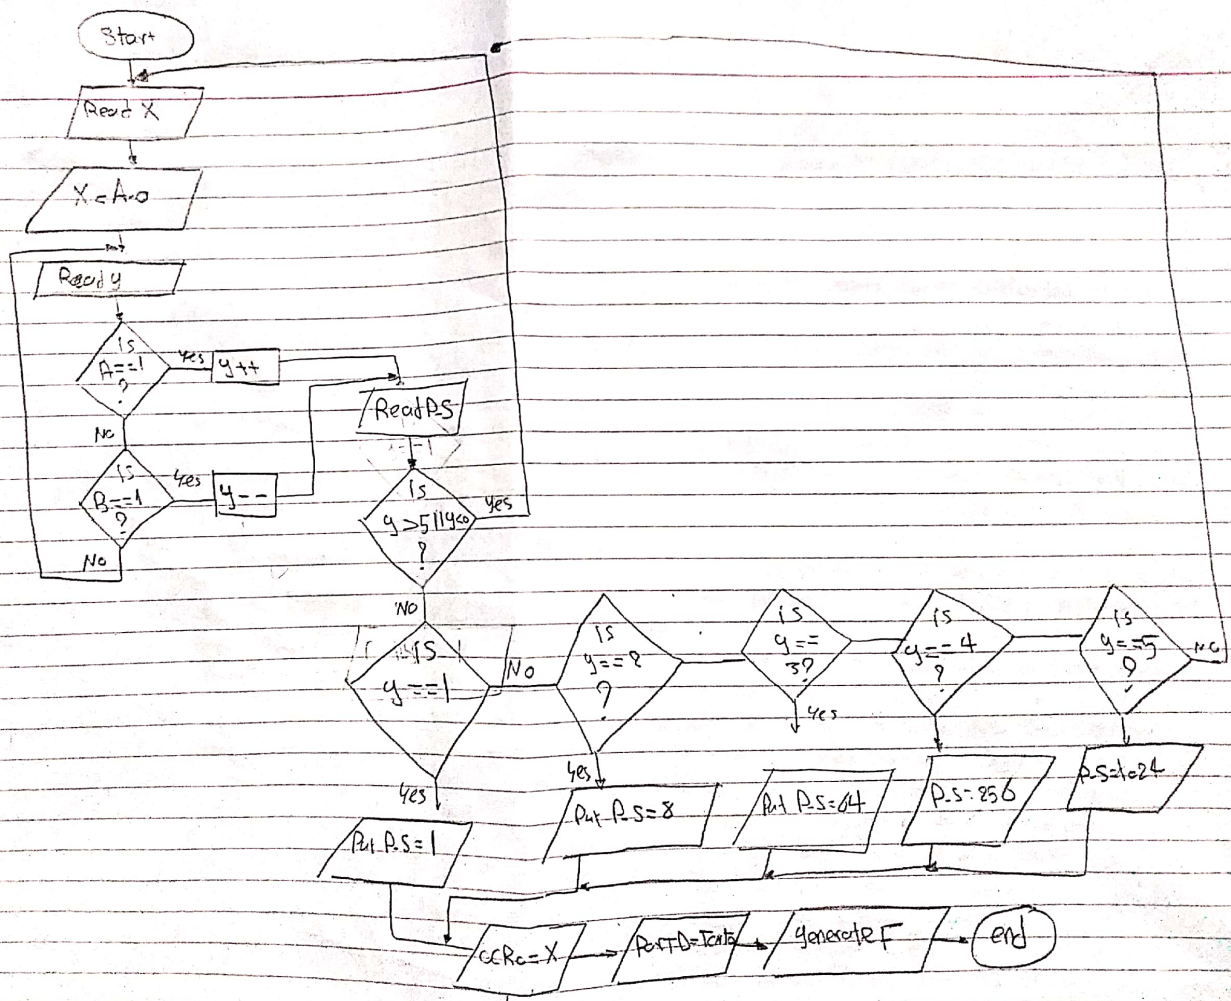 Start
Read X
X = A-0
Read y
is
A==1
?
Yes
y++
No
is
B==1
?
Yes
y--
No
Read P-S
is
y>5||y<0
?
Yes
No
is
y==1
No
Yes
is
y==2
?
Yes
is
y==
3?
Yes
is
y==4
?
is
y==5
?
No
Put P-S=1
Put P-S=8
Put P-S=64
P-S=256
P-S=1024
=X
generate F
end